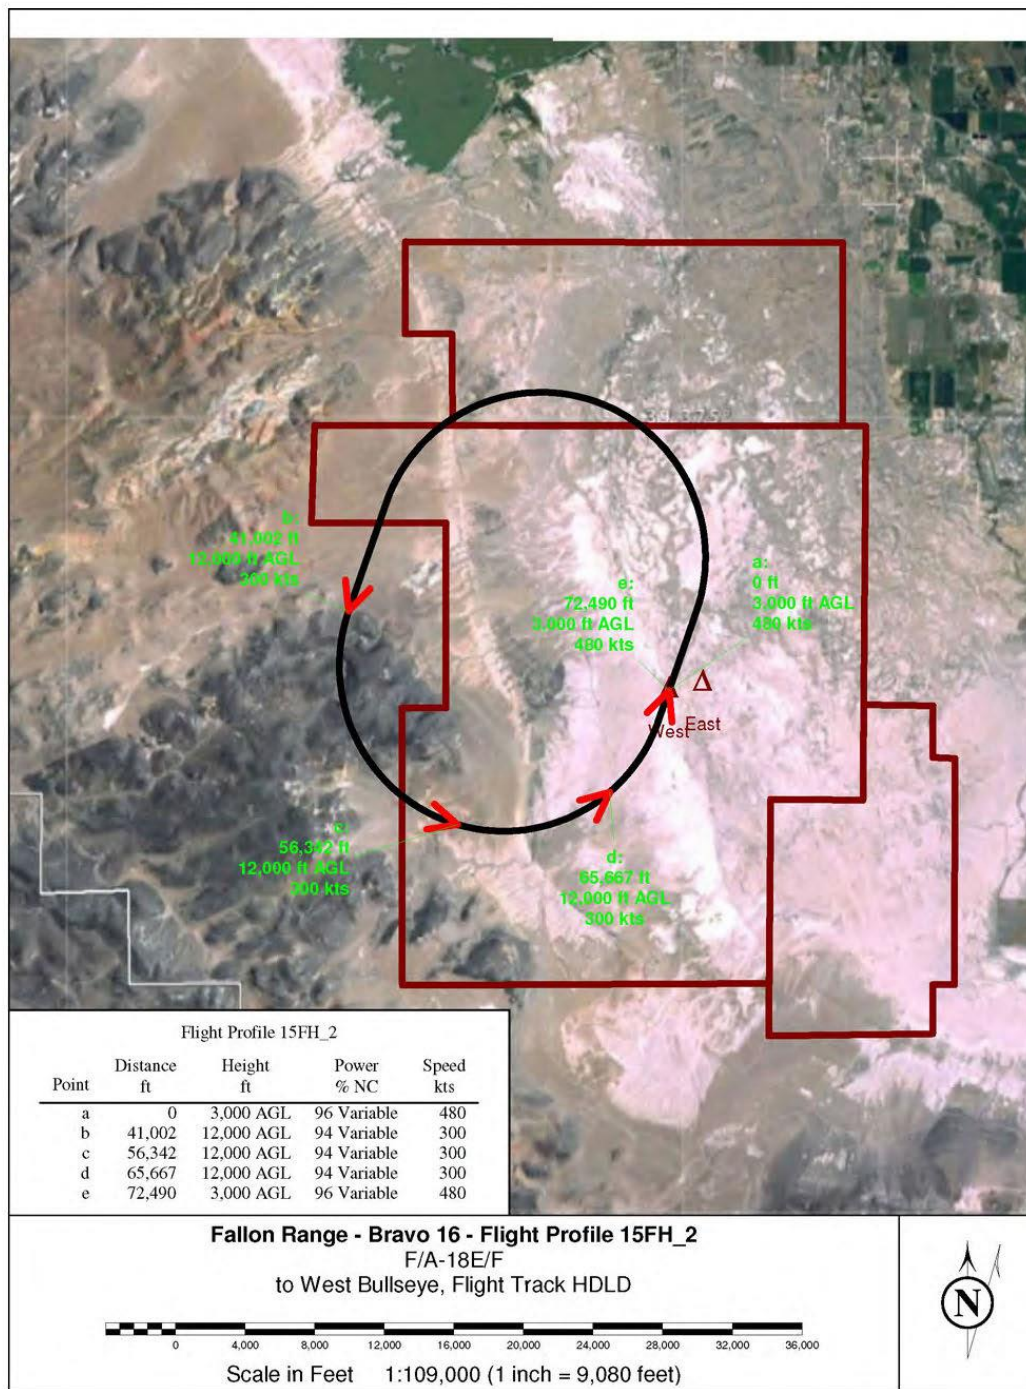 39.375°
b:
41,002 ft
12,000 ft AGL
300 kts
a:
0 ft
3,000 ft AGL
480 kts
e:
72,490 ft
3,000 ft AGL
480 kts
Δ
West East
c:
56,342 ft
12,000 ft AGL
300 kts
d:
65,667 ft
12,000 ft AGL
300 kts
Flight Profile 15FH_2
Distance Height Power Speed
Point ft ft % NC kts
a 0 3,000 AGL 96 Variable 480
b 41,002 12,000 AGL 94 Variable 300
c 56,342 12,000 AGL 94 Variable 300
d 65,667 12,000 AGL 94 Variable 300
e 72,490 3,000 AGL 96 Variable 480
Fallon Range - Bravo 16 - Flight Profile 15FH_2
F/A-18E/F
to West Bullseye, Flight Track HDLD
0 4,000 8,000 12,000 16,000 20,000 24,000 28,000 32,000 36,000
Scale in Feet 1:109,000 (1 inch = 9,080 feet)
N